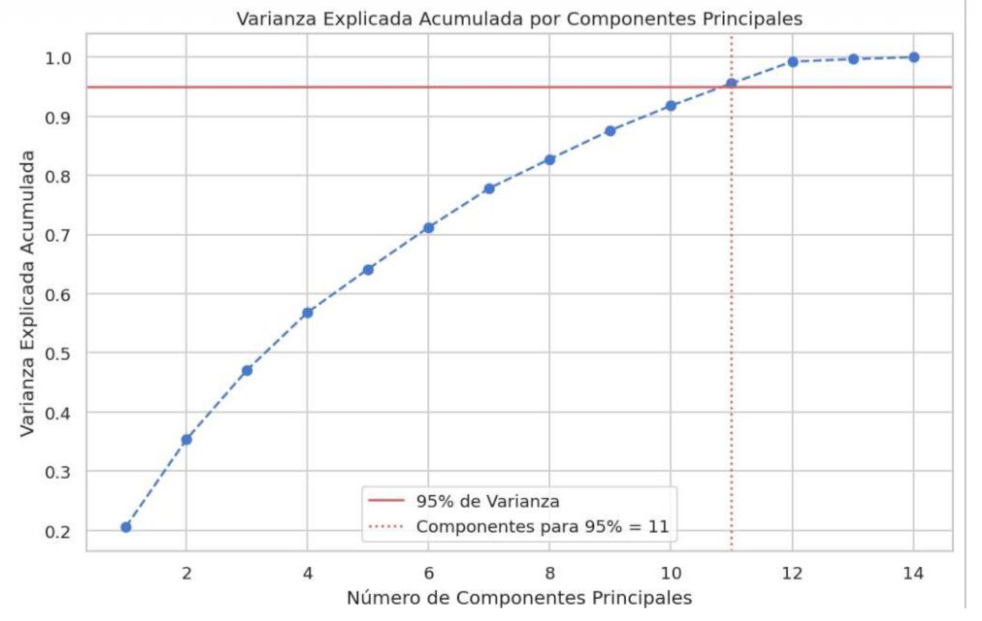 Varianza Explicada Acumulada por Componentes Principales
Varianza Explicada Acumulada
1.0
0.9
0.8
0.7
0.6
0.5
0.4
0.3
0.2
95% de Varianza
Componentes para 95% = 11
2 4 6 8 10 12 14
Número de Componentes Principales